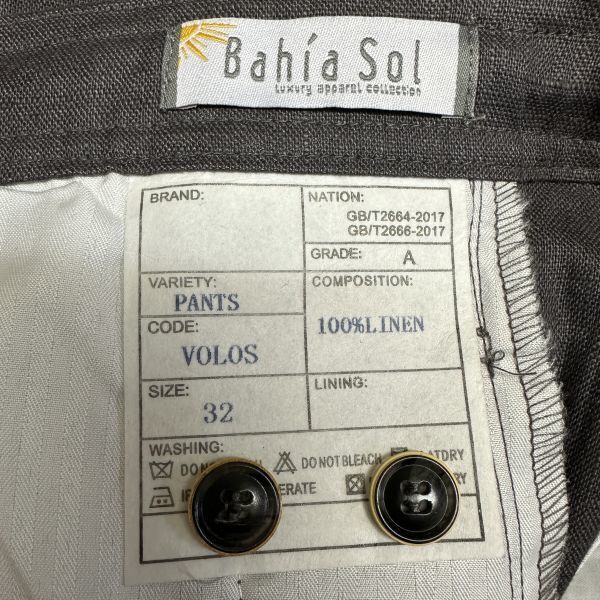 Bahía Sol
Luxury apparel collection
BRAND:
NATION:
GB/T2664-2017
GB/T2666-2017
GRADE: A
VARIETY:
PANTS
COMPOSITION:
100%LINEN
CODE:
VOLOS
SIZE:
32
LINING:
WASHING:
DO NOT BLEACH